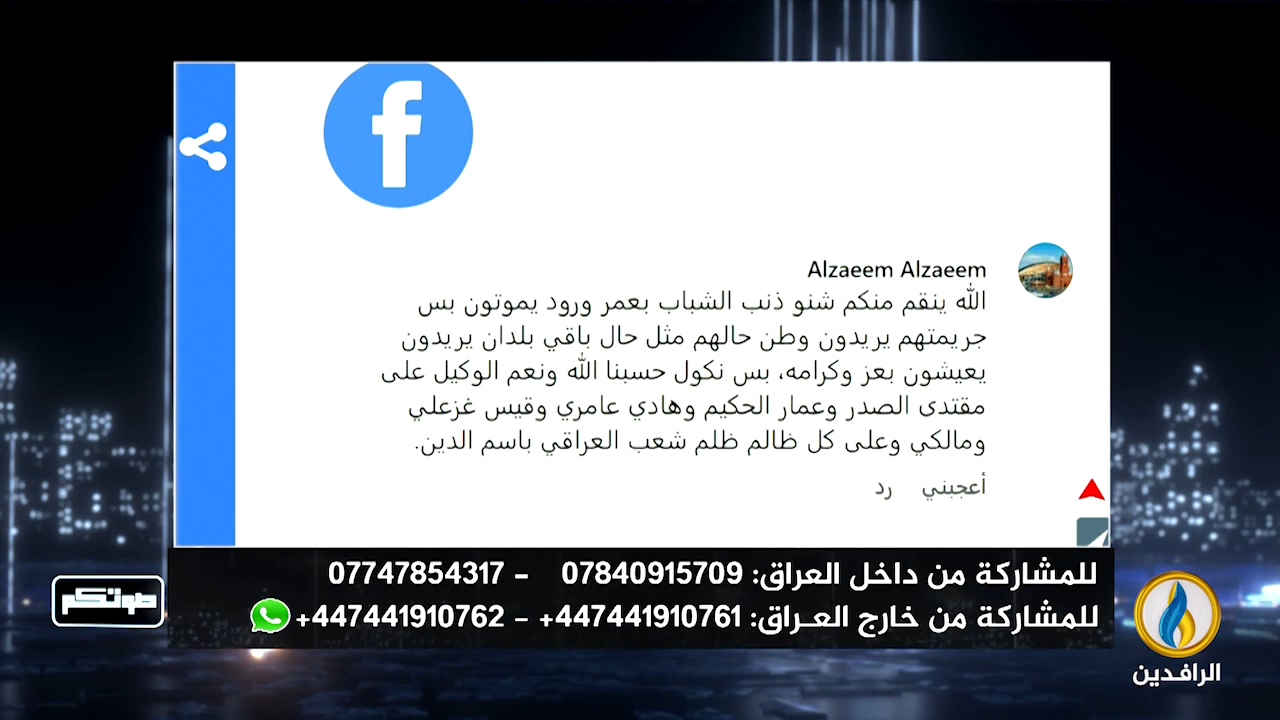 Alzaeem Alzaeem
الله ينقم منكم شنو ذنب الشباب بعمر ورود يموتون بس
جريمتهم يريدون وطن حالهم مثل حال باقي بلدان يريدون
يعيشون بعز وكرامه، بس نكول حسبنا الله ونعم الوكيل على
مقتدى الصدر وعمار الحكيم وهادي عامري وقيس غزعلي
ومالكي وعلى كل ظالم ظلم شعب العراقي باسم الدين.
أعجبني رد
للمشاركة من داخل العراق: 07840915709 - 07747854317
للمشاركة من خارج العـراق: 447441910761+ - 447441910762+
صوتكم
الرافدين